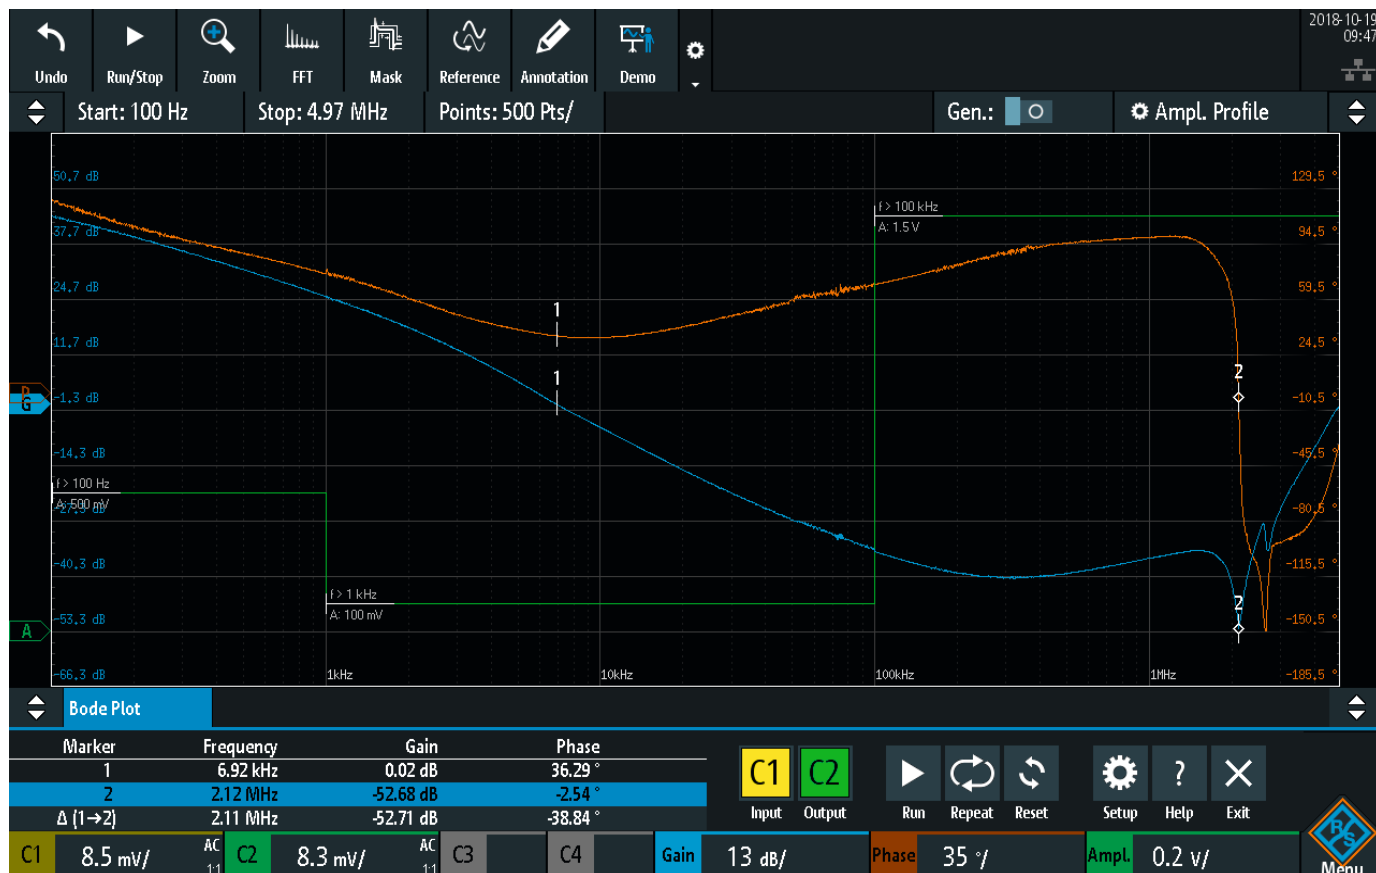 2018-10-19
09:47
Undo Run/Stop Zoom FFT Mask Reference Annotation Demo
Start: 100 Hz Stop: 4.97 MHz Points: 500 Pts/ Gen.: Ampl. Profile
50.7 dB 129.5 °
f > 100 kHz
A: 1.5 V
37.7 dB 94.5 °
24.7 dB 59.5 °
1
11.7 dB 24.5 °
1 2
G -1.3 dB -10.5 °
-14.3 dB -45.5 °
f > 100 Hz
A: 500 mV
-80.5 °
-40.3 dB -115.5 °
f > 1 kHz 2
A: 100 mV
A -53.3 dB -150.5 °
-66.3 dB 1kHz 10kHz 100kHz 1MHz -185.5 °
Bode Plot
Marker Frequency Gain Phase
1 6.92 kHz 0.02 dB 36.29 °
2 2.12 MHz -52.68 dB -2.54 °
Δ (1→2) 2.11 MHz -52.71 dB -38.84 °
C1 C2 ?
Input Output Run Repeat Reset Setup Help Exit
C1 8.5 mV/ AC 1:1 C2 8.3 mV/ AC 1:1 C3 C4 Gain 13 dB/ Phase 35 °/ Ampl. 0.2 V/
R&S
Menu